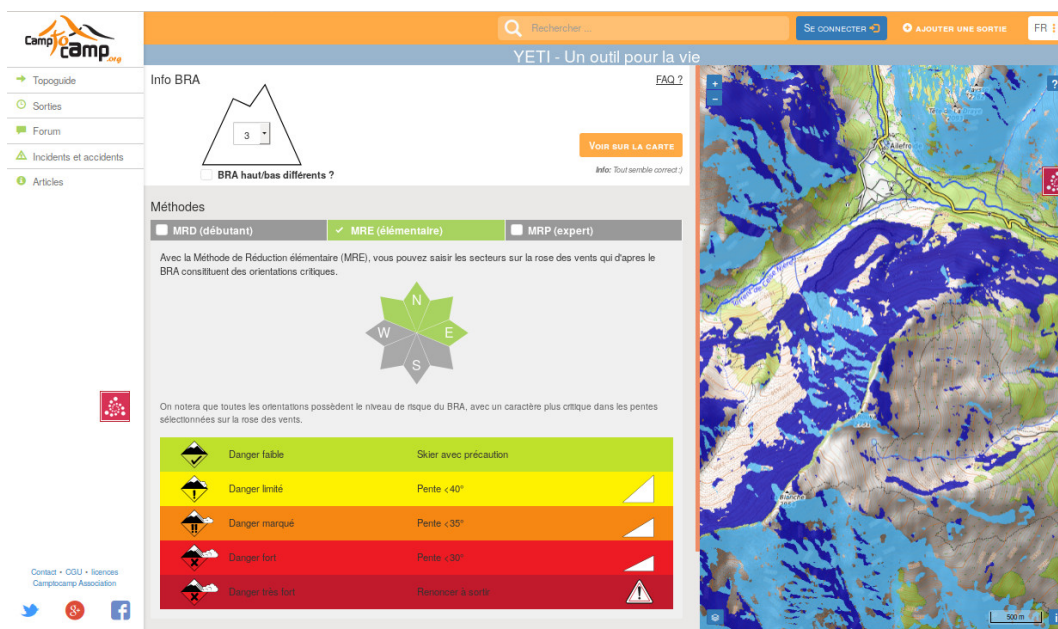 Camp to camp.org
Rechercher ...
SE CONNECTER
AJOUTER UNE SORTIE
FR
YETI - Un outil pour la vie
Topoguide
Sorties
Forum
Incidents et accidents
Articles
Info BRA
FAQ ?
3
VOIR SUR LA CARTE
BRA haut/bas différents ?
Info: Tout semble correct :)
Méthodes
MRD (débutant)
MRE (élémentaire)
MRP (expert)
Avec la Méthode de Réduction élémentaire (MRE), vous pouvez saisir les secteurs sur la rose des vents qui d'apres le
BRA consitituent des orientations critiques.
N
W E
S
On notera que toutes les orientations possèdent le niveau de risque du BRA, avec un caractère plus critique dans les pentes
sélectionnées sur la rose des vents.
Danger faible
Skier avec précaution
Danger limité
Pente <40°
Danger marqué
Pente <35°
Danger fort
Pente <30°
Danger très fort
Renoncer à sortir
Contact • CGU • licences
Camptocamp Association
+
-
?
Blanche
500 m